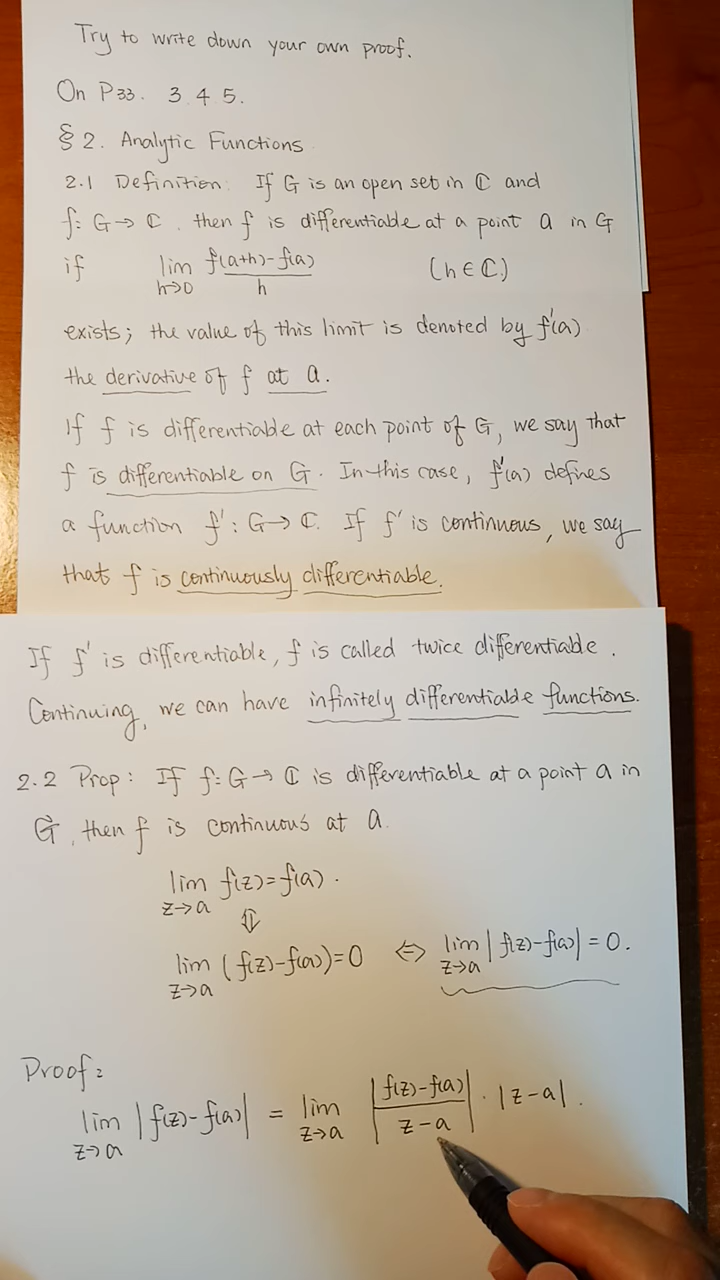 Try to write down your own proof.
On P33. 3 4 5.
§ 2. Analytic Functions
2.1 Definition: If G is an open set in ℂ and
f: G → ℂ, then f is differentiable at a point a in G
if lim_{h→0} \frac{f(a+h)-f(a)}{h} (h ∈ ℂ)
exists; the value of this limit is denoted by f'(a)
the derivative of f at a.
If f is differentiable at each point of G, we say that
f is differentiable on G. In this case, f'(a) defines
a function f': G → ℂ. If f' is continuous, we say
that f is continuously differentiable.
If f' is differentiable, f is called twice differentiable.
Continuing, we can have infinitely differentiable functions.
2.2 Prop: If f: G → ℂ is differentiable at a point a in
G, then f is continuous at a.
lim_{z→a} f(z) = f(a).
⇕
lim_{z→a} (f(z)-f(a)) = 0 ⇔ lim_{z→a} |f(z)-f(a)| = 0.
Proof:
lim_{z→a} |f(z)-f(a)| = lim_{z→a} |\frac{f(z)-f(a)}{z-a}| · |z-a|.